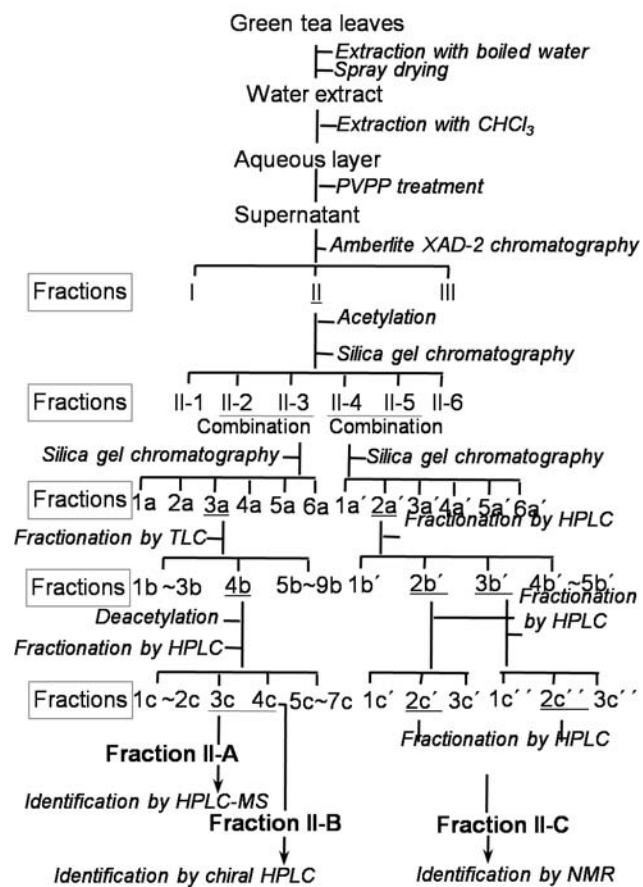 Green tea leaves
Extraction with boiled water
Spray drying
Water extract
Extraction with CHCl₃
Aqueous layer
PVPP treatment
Supernatant
Amberlite XAD-2 chromatography
Fractions I II III
Acetylation
Silica gel chromatography
Fractions II-1 II-2 II-3 II-4 II-5 II-6
Combination Combination
Silica gel chromatography Silica gel chromatography
Fractions 1a 2a 3a 4a 5a 6a 1a´ 2a´ 3a´ 4a´ 5a´ 6a´
Fractionation by TLC Fractionation by HPLC
Fractions 1b ~3b 4b 5b~9b 1b´ 2b´ 3b´ 4b´ ~5b´
Deacetylation Fractionation
by HPLC
Fractionation by HPLC
Fractions 1c~2c 3c 4c 5c~7c 1c´ 2c´ 3c´ 1c´´ 2c´´ 3c´´
Fractionation by HPLC
Fraction II-A
Identification by HPLC-MS
Fraction II-B Fraction II-C
Identification by chiral HPLC Identification by NMR